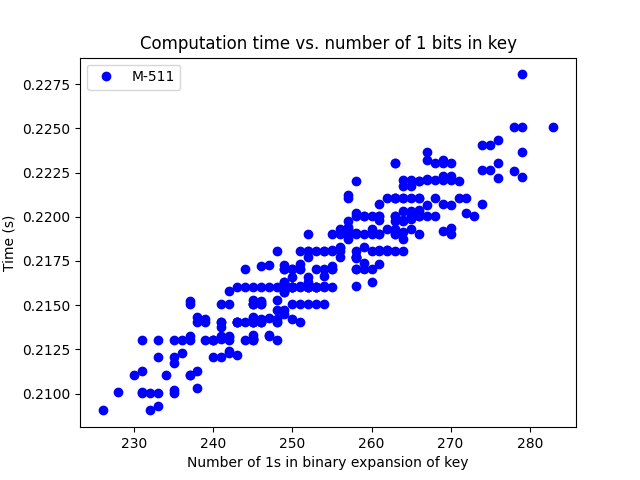 Computation time vs. number of 1 bits in key
M-511
0.2275
0.2250
0.2225
0.2200
0.2175
0.2150
0.2125
0.2100
Time (s)
230 240 250 260 270 280
Number of 1s in binary expansion of key